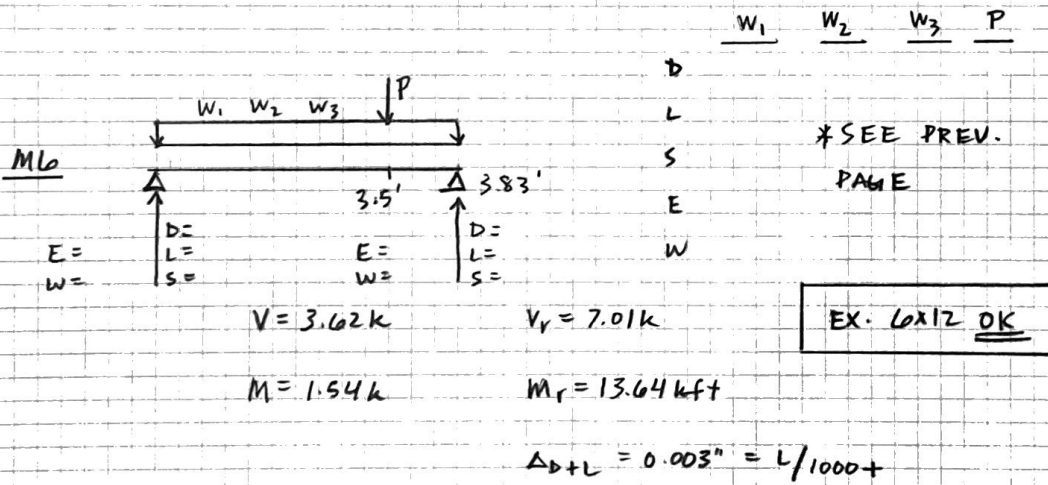 W1 W2 W3 P
D
P
W1 W2 W3
L
* SEE PREV.
M6
S
PAGE
3.5' 3.83'
E
D= D=
E= L= E= L= W
W= S= W= S=
V = 3.62k Vr = 7.01k EX. 6X12 OK
M = 1.54k Mr = 13.64 kft
ΔD+L = 0.003" = L/1000+